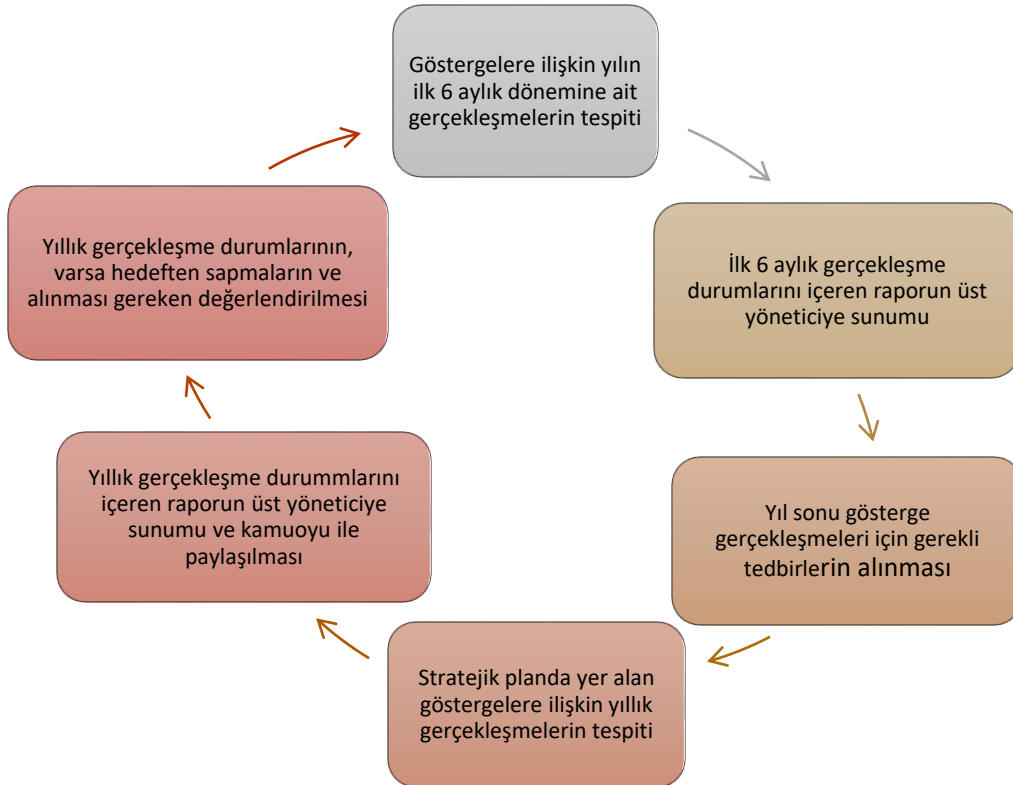 Göstergelere ilişkin yılın
ilk 6 aylık dönemine ait
gerçekleşmelerin tespiti
İlk 6 aylık gerçekleşme
durumlarını içeren raporun üst
yöneticiye sunumu
Yıl sonu gösterge
gerçekleşmeleri için gerekli
tedbirlerin alınması
Stratejik planda yer alan
göstergelere ilişkin yıllık
gerçekleşmelerin tespiti
Yıllık gerçekleşme durummlarını
içeren raporun üst yöneticiye
sunumu ve kamuoyu ile
paylaşılması
Yıllık gerçekleşme durumlarının,
varsa hedeften sapmaların ve
alınması gereken değerlendirilmesi